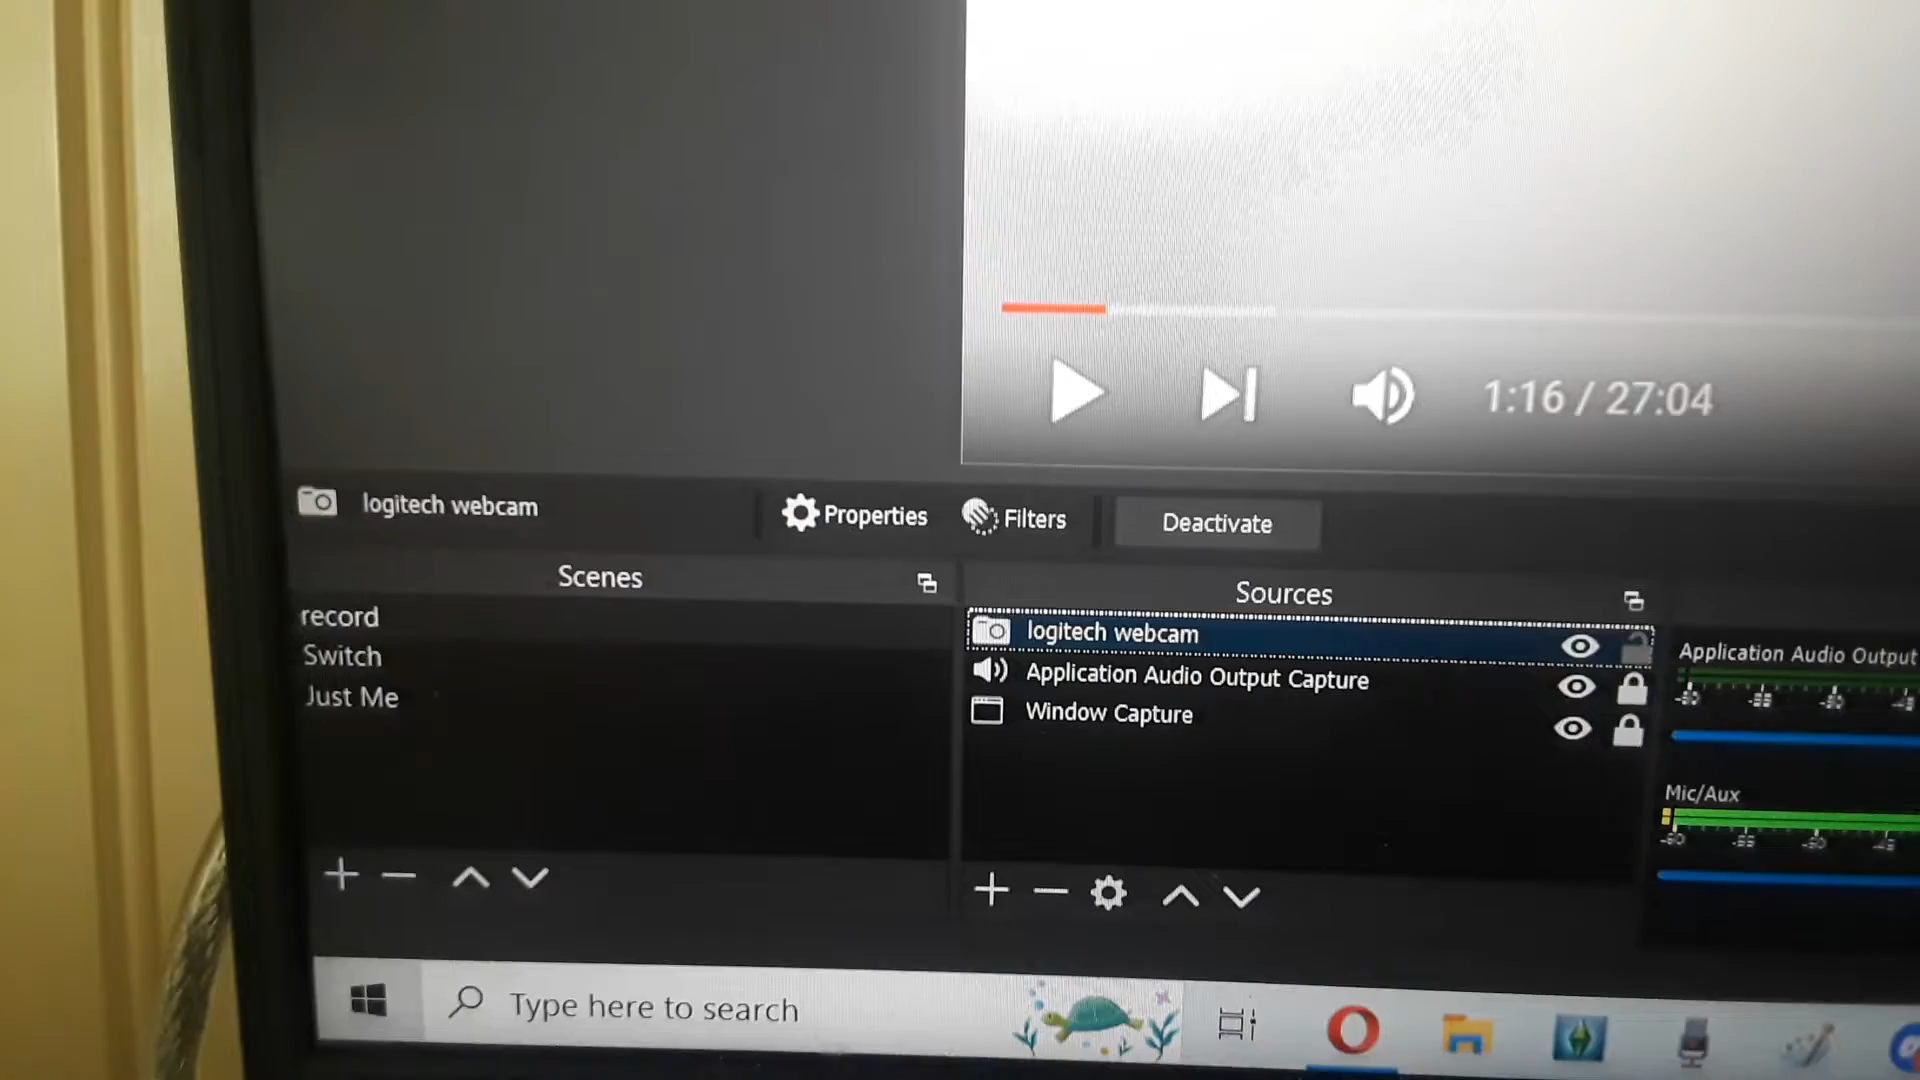 1:16 / 27:04
logitech webcam
Properties
Filters
Deactivate
Scenes
record
Switch
Just Me
Sources
logitech webcam
Application Audio Output Capture
Window Capture
Application Audio Output
Mic/Aux
Type here to search